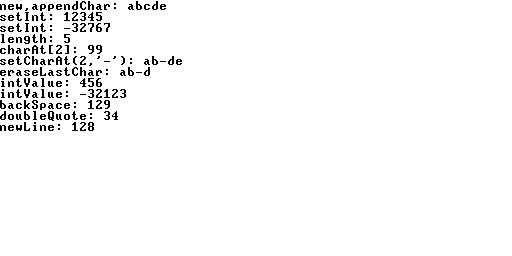 new,appendChar: abcde
setInt: 12345
setInt: -32767
length: 5
charAt[2]: 99
setCharAt(2,'-'): ab-de
eraseLastChar: ab-d
intValue: 456
intValue: -32123
backSpace: 129
doubleQuote: 34
newLine: 128